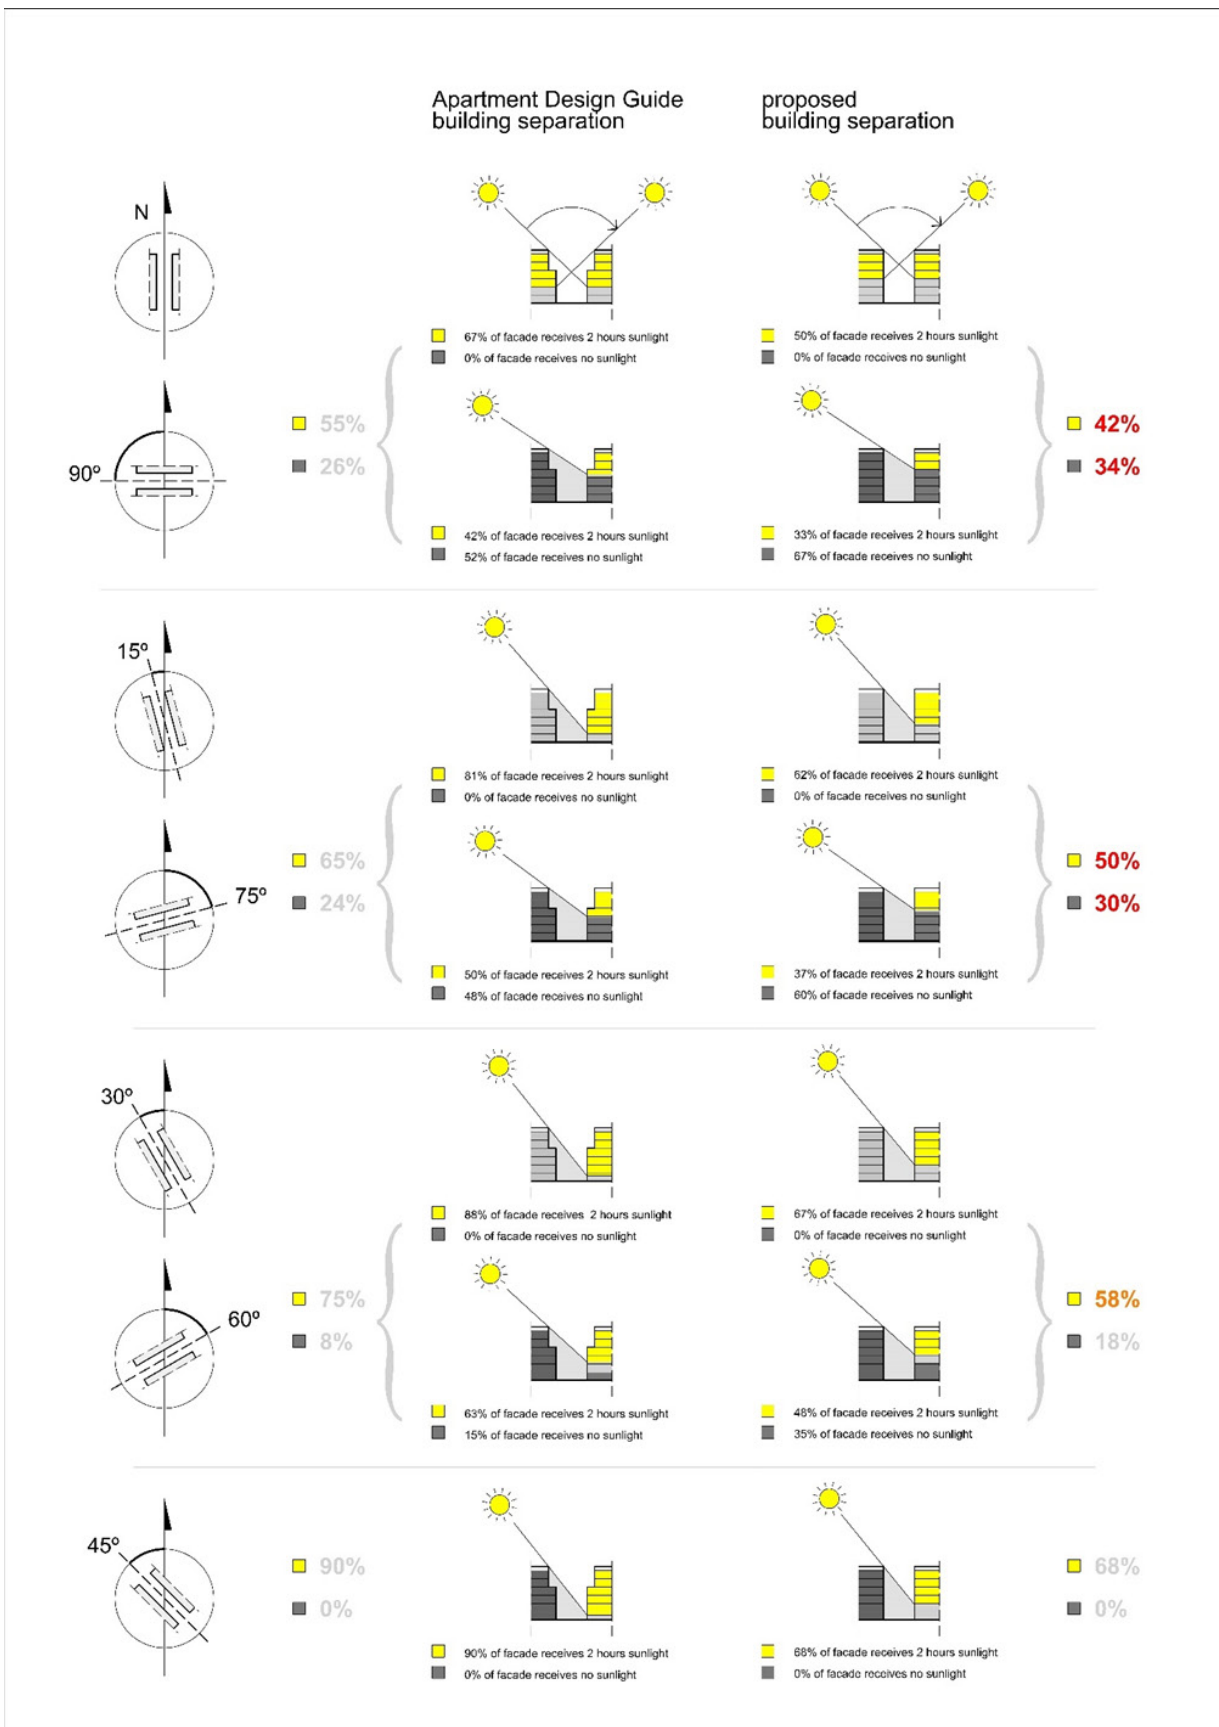 Apartment Design Guide
building separation
proposed
building separation
N
67% of facade receives 2 hours sunlight
0% of facade receives no sunlight
50% of facade receives 2 hours sunlight
0% of facade receives no sunlight
90º
55%
26%
42%
34%
42% of facade receives 2 hours sunlight
52% of facade receives no sunlight
33% of facade receives 2 hours sunlight
67% of facade receives no sunlight
15º
81% of facade receives 2 hours sunlight
0% of facade receives no sunlight
62% of facade receives 2 hours sunlight
0% of facade receives no sunlight
75º
65%
24%
50%
30%
50% of facade receives 2 hours sunlight
48% of facade receives no sunlight
37% of facade receives 2 hours sunlight
60% of facade receives no sunlight
30º
88% of facade receives 2 hours sunlight
0% of facade receives no sunlight
67% of facade receives 2 hours sunlight
0% of facade receives no sunlight
60º
75%
8%
58%
18%
63% of facade receives 2 hours sunlight
15% of facade receives no sunlight
48% of facade receives 2 hours sunlight
35% of facade receives no sunlight
45º
90%
0%
68%
0%
90% of facade receives 2 hours sunlight
0% of facade receives no sunlight
68% of facade receives 2 hours sunlight
0% of facade receives no sunlight